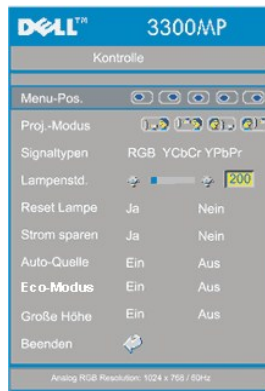 DELL™ 3300MP
Kontrolle
Menu-Pos.
Proj.-Modus
Signaltypen RGB YCbCr YPbPr
Lampenstd. 200
Reset Lampe Ja Nein
Strom sparen Ja Nein
Auto-Quelle Ein Aus
Eco-Modus Ein Aus
Große Höhe Ein Aus
Beenden
Analog RGB Resolution: 1024 x 768 / 60Hz